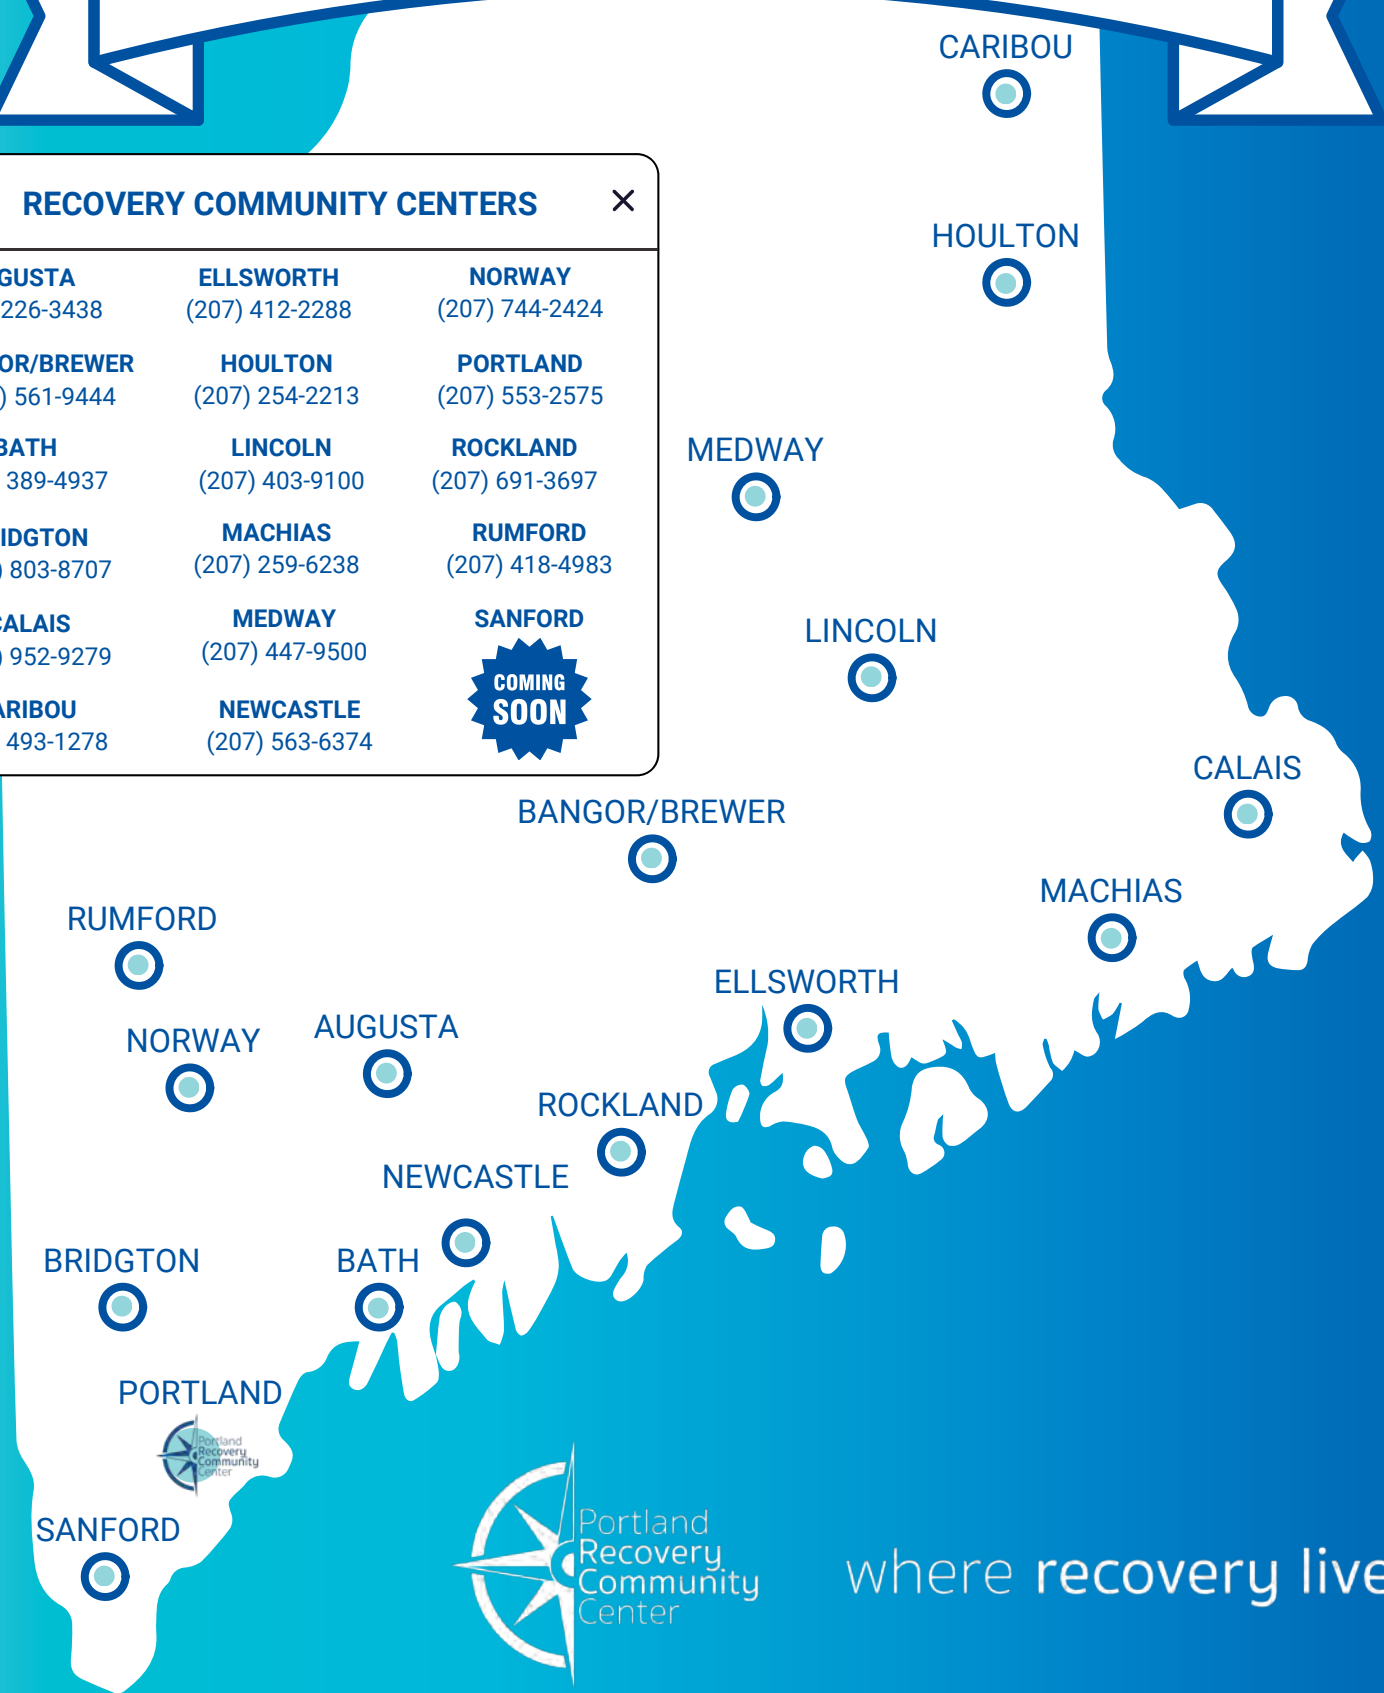 CARIBOU
RECOVERY COMMUNITY CENTERS
HOULTON
GUSTA
226-3438
OR/BREWER
) 561-9444
BATH
389-4937
IDGTON
) 803-8707
CALAIS
) 952-9279
ARIBOU
493-1278
ELLSWORTH
(207) 412-2288
HOULTON
(207) 254-2213
LINCOLN
(207) 403-9100
MACHIAS
(207) 259-6238
MEDWAY
(207) 447-9500
NEWCASTLE
(207) 563-6374
NORWAY
(207) 744-2424
PORTLAND
(207) 553-2575
ROCKLAND
(207) 691-3697
RUMFORD
(207) 418-4983
SANFORD
COMING
SOON
MEDWAY
LINCOLN
CALAIS
BANGOR/BREWER
MACHIAS
RUMFORD
ELLSWORTH
AUGUSTA
NORWAY
ROCKLAND
NEWCASTLE
BRIDGTON
BATH
PORTLAND
Portland
Recovery
Community
Center
SANFORD
Portland
Recovery
Community
Center
where recovery live